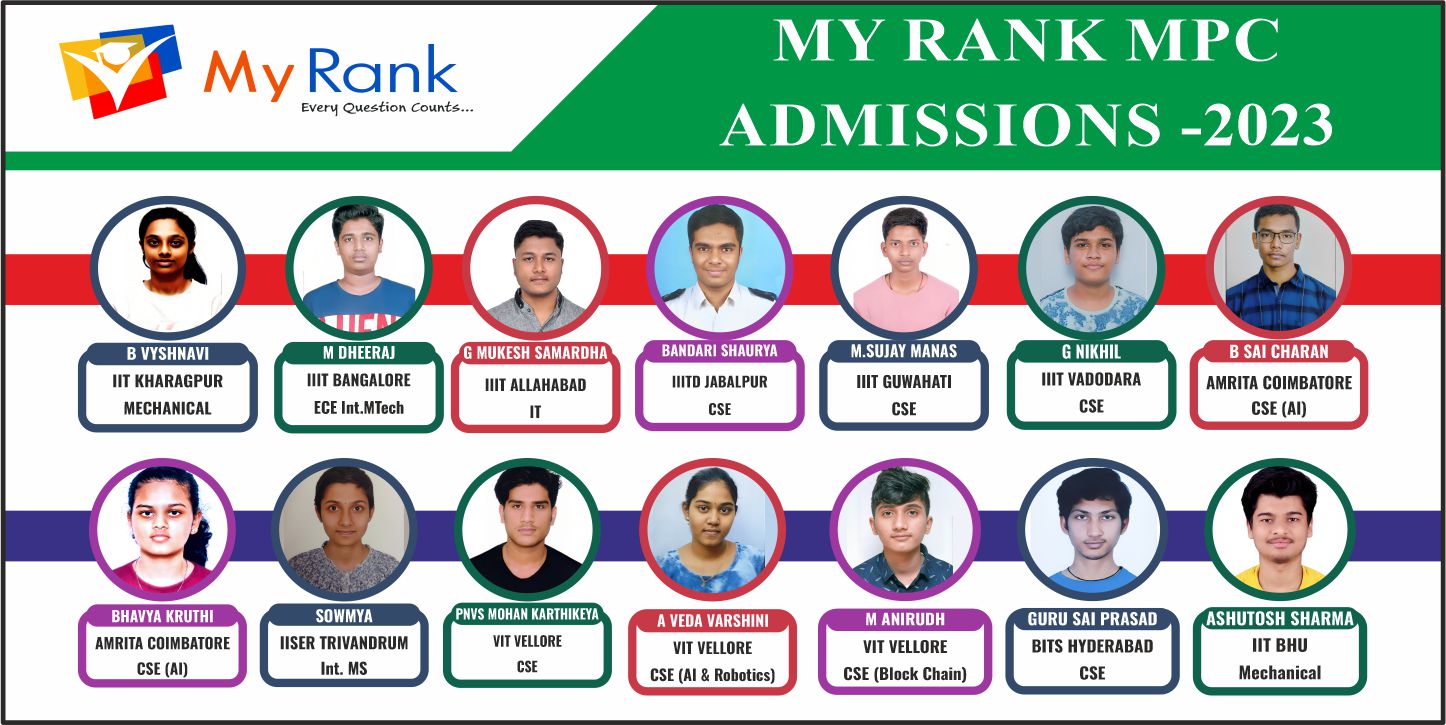 My Rank
Every Question Counts...
MY RANK MPC
ADMISSIONS -2023
B VYSHNAVI
IIT KHARAGPUR
MECHANICAL
M DHEERAJ
IIIT BANGALORE
ECE Int.MTech
G MUKESH SAMARDHA
IIIT ALLAHABAD
IT
BANDARI SHAURYA
IIITD JABALPUR
CSE
M.SUJAY MANAS
IIIT GUWAHATI
CSE
G NIKHIL
IIIT VADODARA
CSE
B SAI CHARAN
AMRITA COIMBATORE
CSE (AI)
BHAVYA KRUTHI
AMRITA COIMBATORE
CSE (AI)
SOWMYA
IISER TRIVANDRUM
Int. MS
PNVS MOHAN KARTHIKEYA
VIT VELLORE
CSE
A VEDA VARSHINI
VIT VELLORE
CSE (AI & Robotics)
M ANIRUDH
VIT VELLORE
CSE (Block Chain)
GURU SAI PRASAD
BITS HYDERABAD
CSE
ASHUTOSH SHARMA
IIT BHU
Mechanical